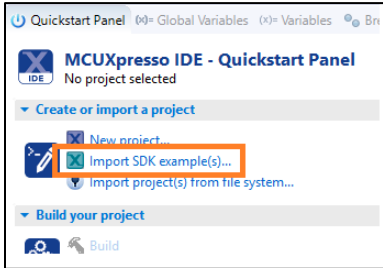 Quickstart Panel (x)= Global Variables (x)= Variables
MCUXpresso IDE - Quickstart Panel
IDE
No project selected
Create or import a project
New project...
Import SDK example(s)...
Import project(s) from file system...
Build your project
Build